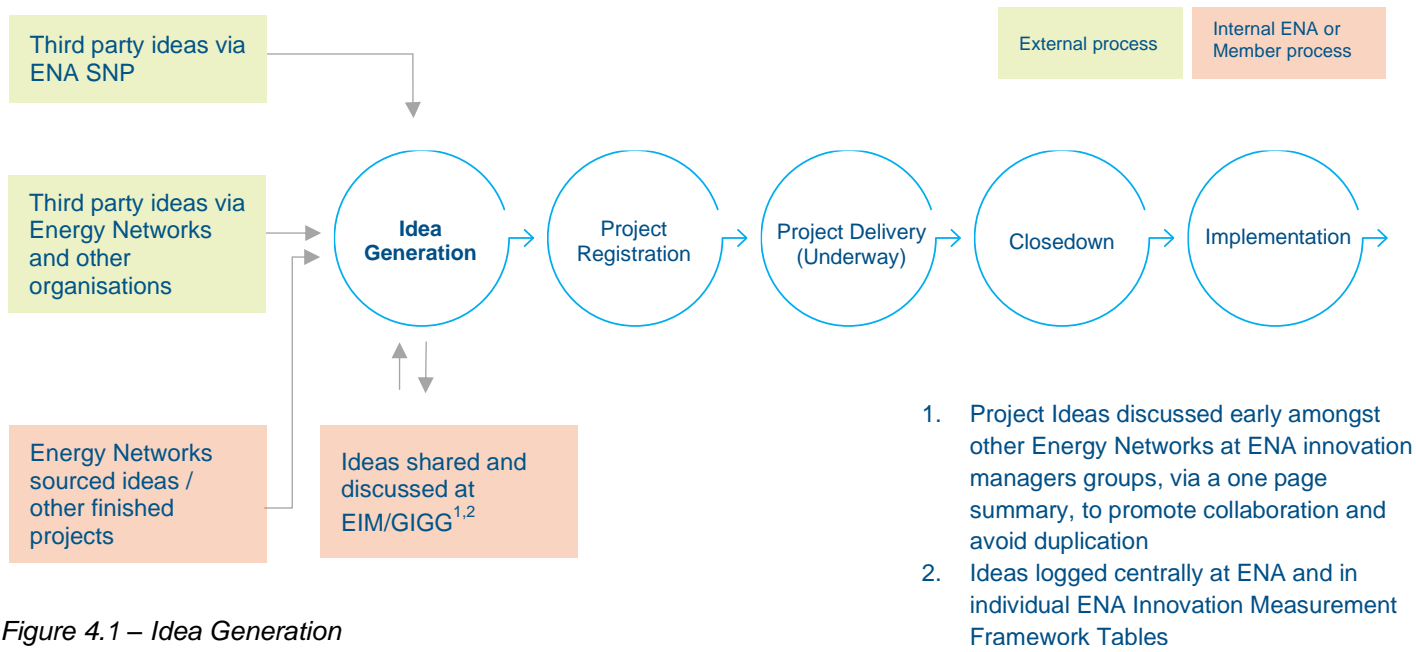 Third party ideas via
ENA SNP
External process
Internal ENA or
Member process
Third party ideas via
Energy Networks
and other
organisations
Idea
Generation
Project
Registration
Project Delivery
(Underway)
Closedown
Implementation
Energy Networks
sourced ideas /
other finished
projects
Ideas shared and
discussed at
EIM/GIGG1,2
1. Project Ideas discussed early amongst
other Energy Networks at ENA innovation
managers groups, via a one page
summary, to promote collaboration and
avoid duplication
2. Ideas logged centrally at ENA and in
individual ENA Innovation Measurement
Framework Tables
Figure 4.1 – Idea Generation